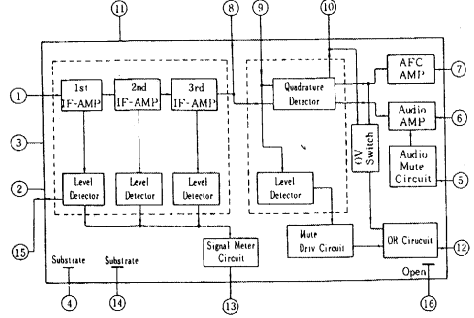 11
8
9
10
1st
IF-AMP
2nd
IF-AMP
3rd
IF-AMP
Quadrature
Detector
AFC
AMP
7
1
Audio
AMP
6
3
OV
Switch
Audio
Mute
Circuit
5
2
Level
Detector
Level
Detector
Level
Detector
Level
Detector
15
Signal Meter
Circuit
Mute
Driv Circuit
OR Cirucuit
12
Substrate
Substrate
Open
4
14
13
16